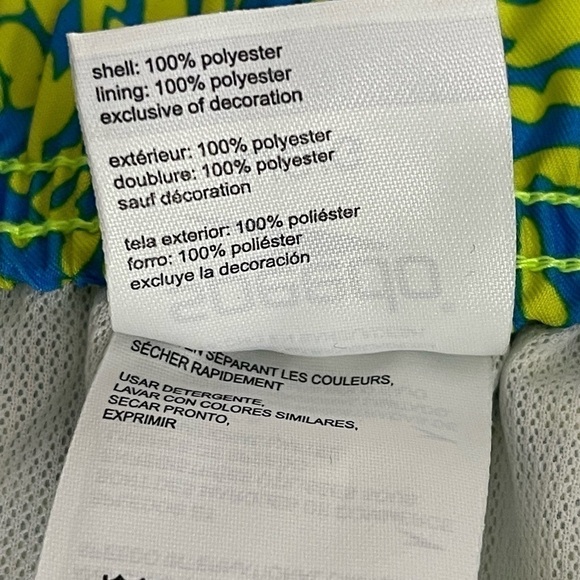 shell: 100% polyester
lining: 100% polyester
exclusive of decoration
extérieur: 100% polyester
doublure: 100% polyester
sauf décoration
tela exterior: 100% poliéster
forro: 100% poliéster
excluye la decoración
SÉPARANT LES COULEURS,
SÉCHER RAPIDEMENT
USAR DETERGENTE,
LAVAR CON COLORES SIMILARES,
SECAR PRONTO,
EXPRIMIR